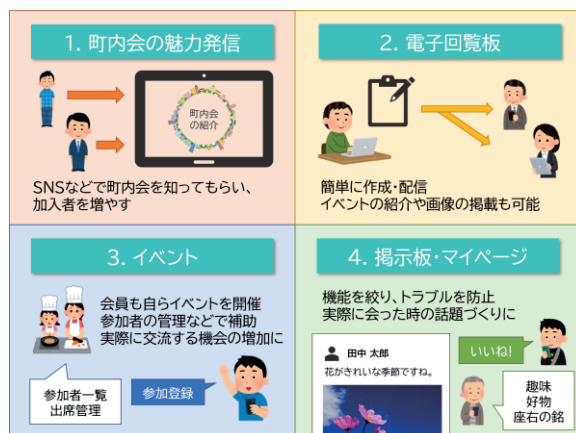 1. 町内会の魅力発信
町内会
の紹介
SNSなどで町内会を知ってもらい、
加入者を増やす
2. 電子回覧板
簡単に作成・配信
イベントの紹介や画像の掲載も可能
3. イベント
会員も自らイベントを開催
参加者の管理などで補助
実際に交流する機会の増加に
参加者一覧
出席管理
参加登録
4. 掲示板・マイページ
機能を絞り、トラブルを防止
実際に会った時の話題づくりに
田中 太郎
花がきれいな季節ですね。
いいね!
趣味
好物
座右の銘